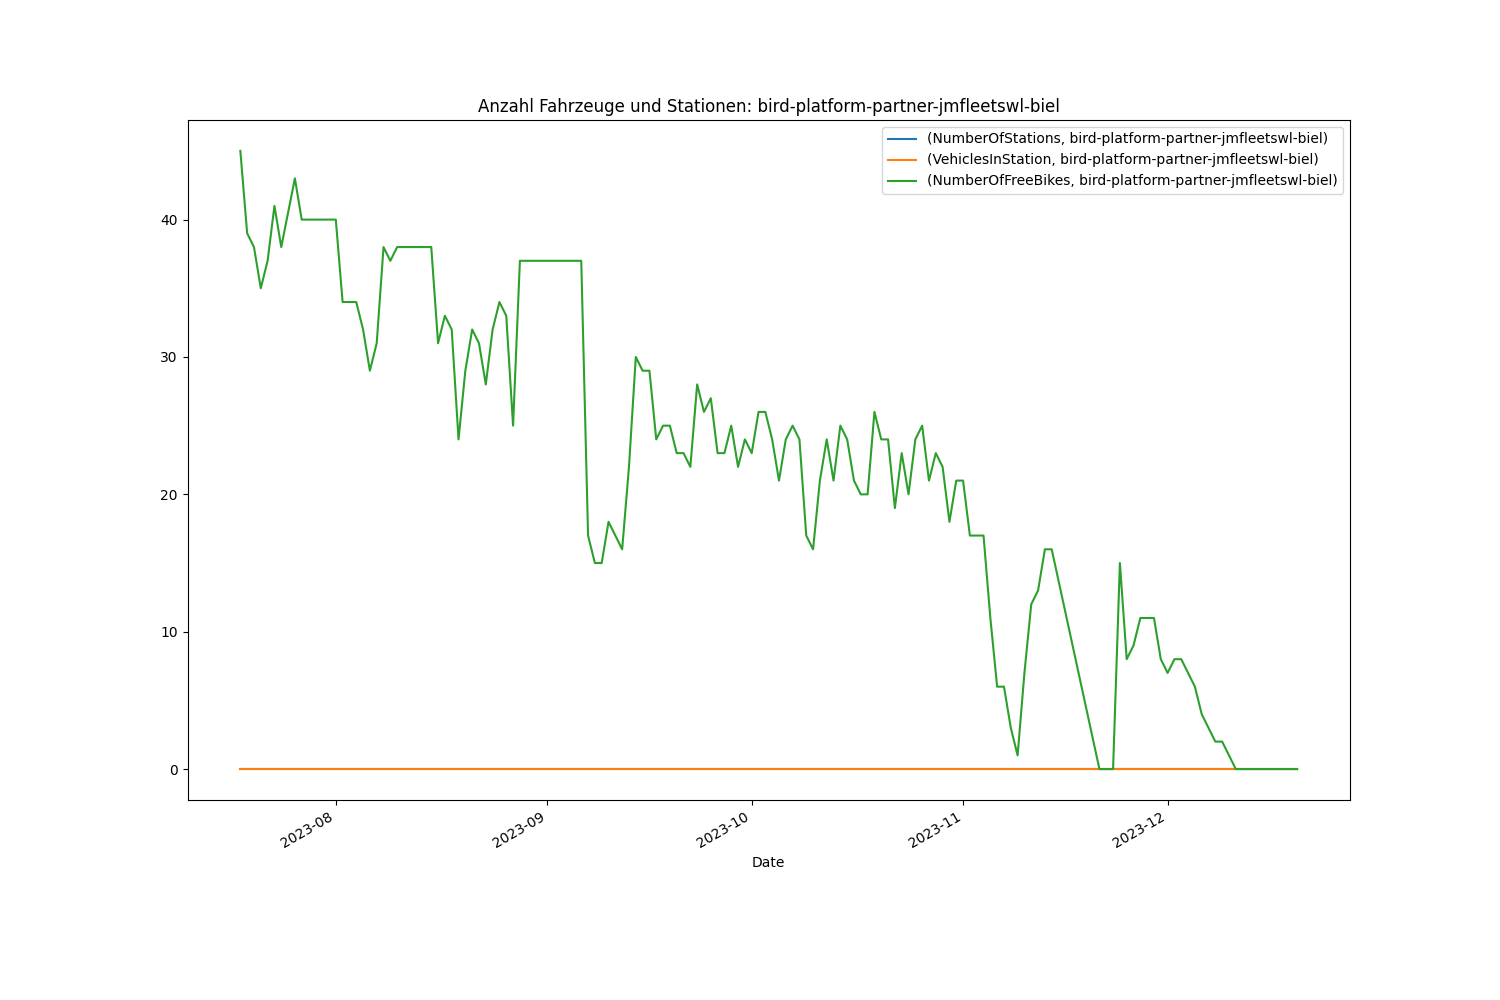 Anzahl Fahrzeuge und Stationen: bird-platform-partner-jmfleetswl-biel
(NumberOfStations, bird-platform-partner-jmfleetswl-biel)
(VehiclesInStation, bird-platform-partner-jmfleetswl-biel)
(NumberOfFreeBikes, bird-platform-partner-jmfleetswl-biel)
40
30
20
10
0
2023-08
2023-09
2023-10
2023-11
2023-12
Date